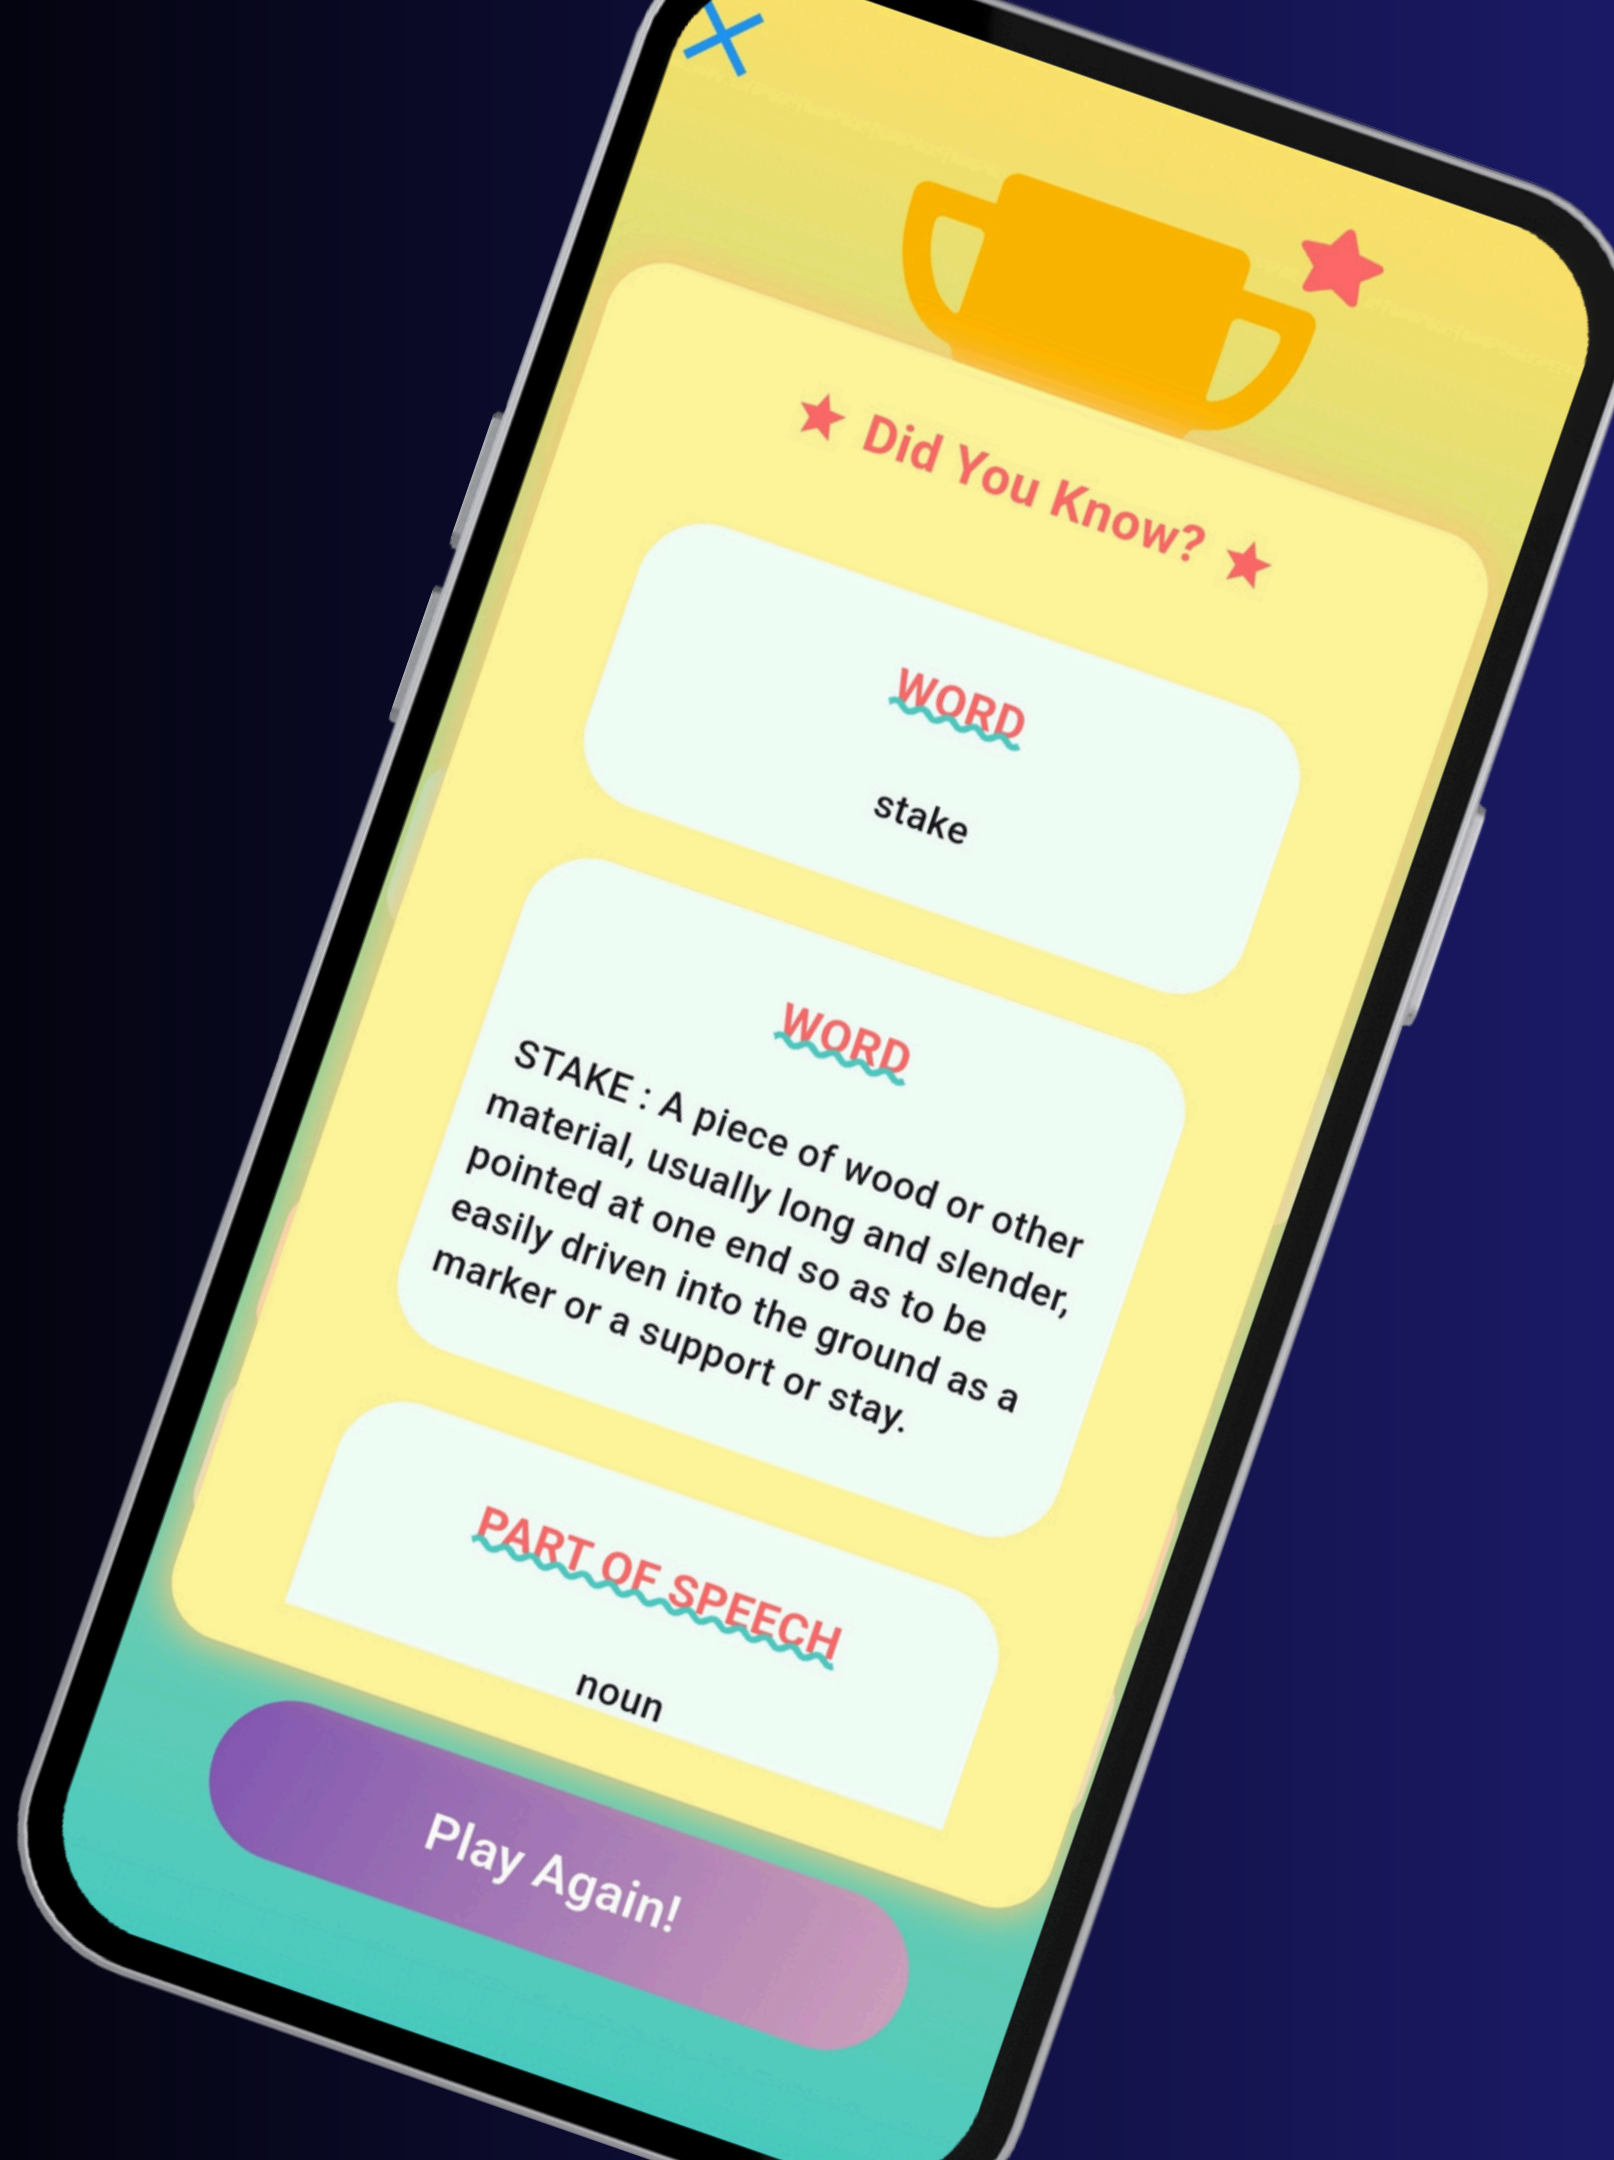 Did You Know?
WORD
stake
WORD
STAKE : A piece of wood or other
material, usually long and slender,
pointed at one end so as to be
easily driven into the ground as a
marker or a support or stay.
PART OF SPEECH
noun
Play Again!